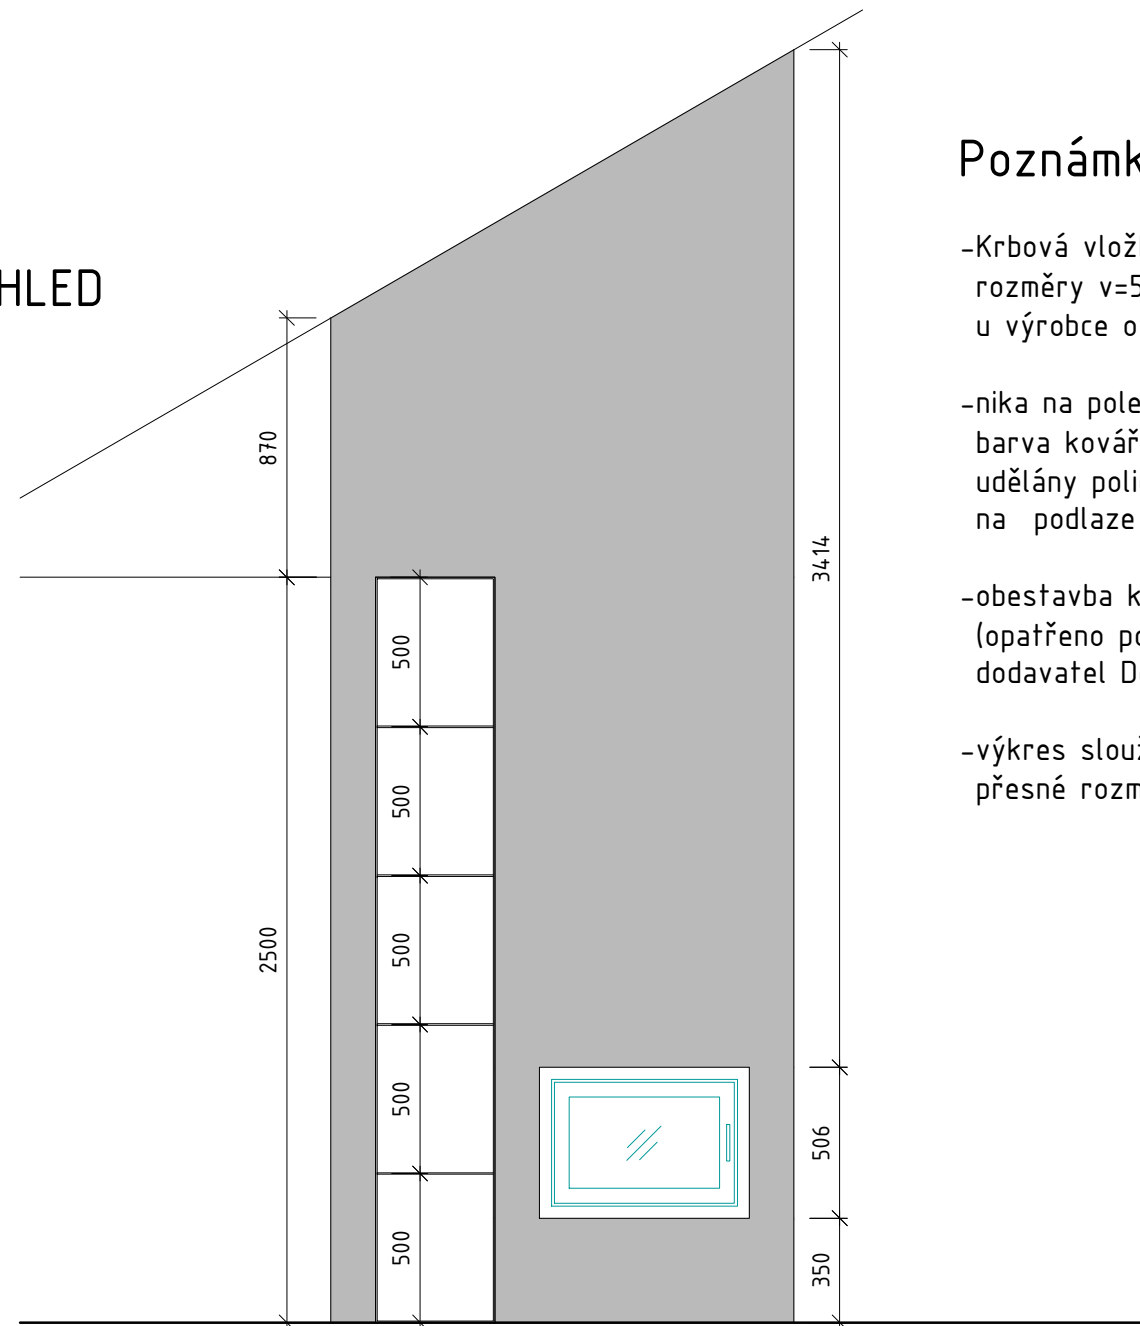 HLED
Poznámk
-Krbová vlož
rozměry v=5
u výrobce o
-nika na pole
barva kovář
udělány poli
na podlaze
-obestavba k
(opatřeno po
dodavatel D
-výkres slou
přesné rozm
870
2500
500
500
500
500
500
3414
506
350